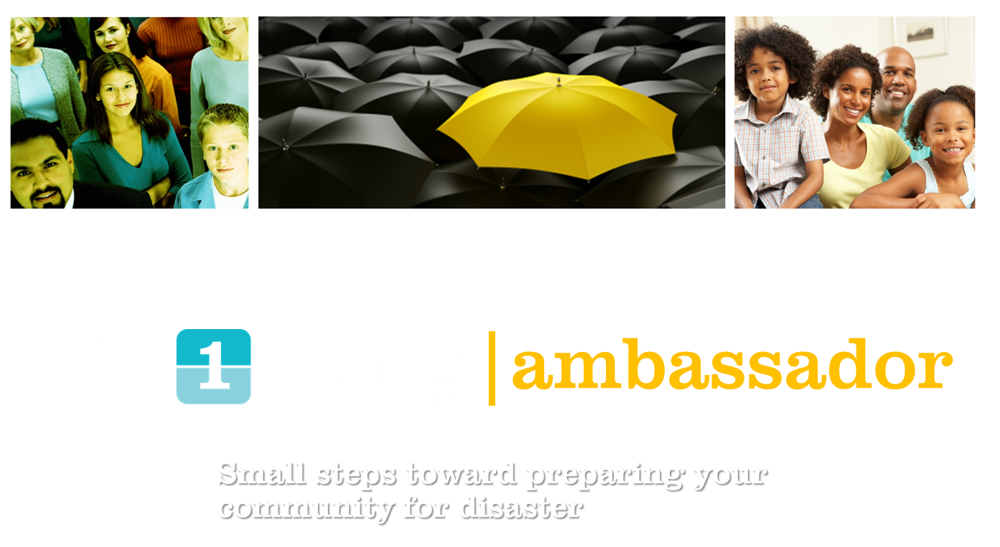 1 | ambassador
Small steps toward preparing your
community for disaster